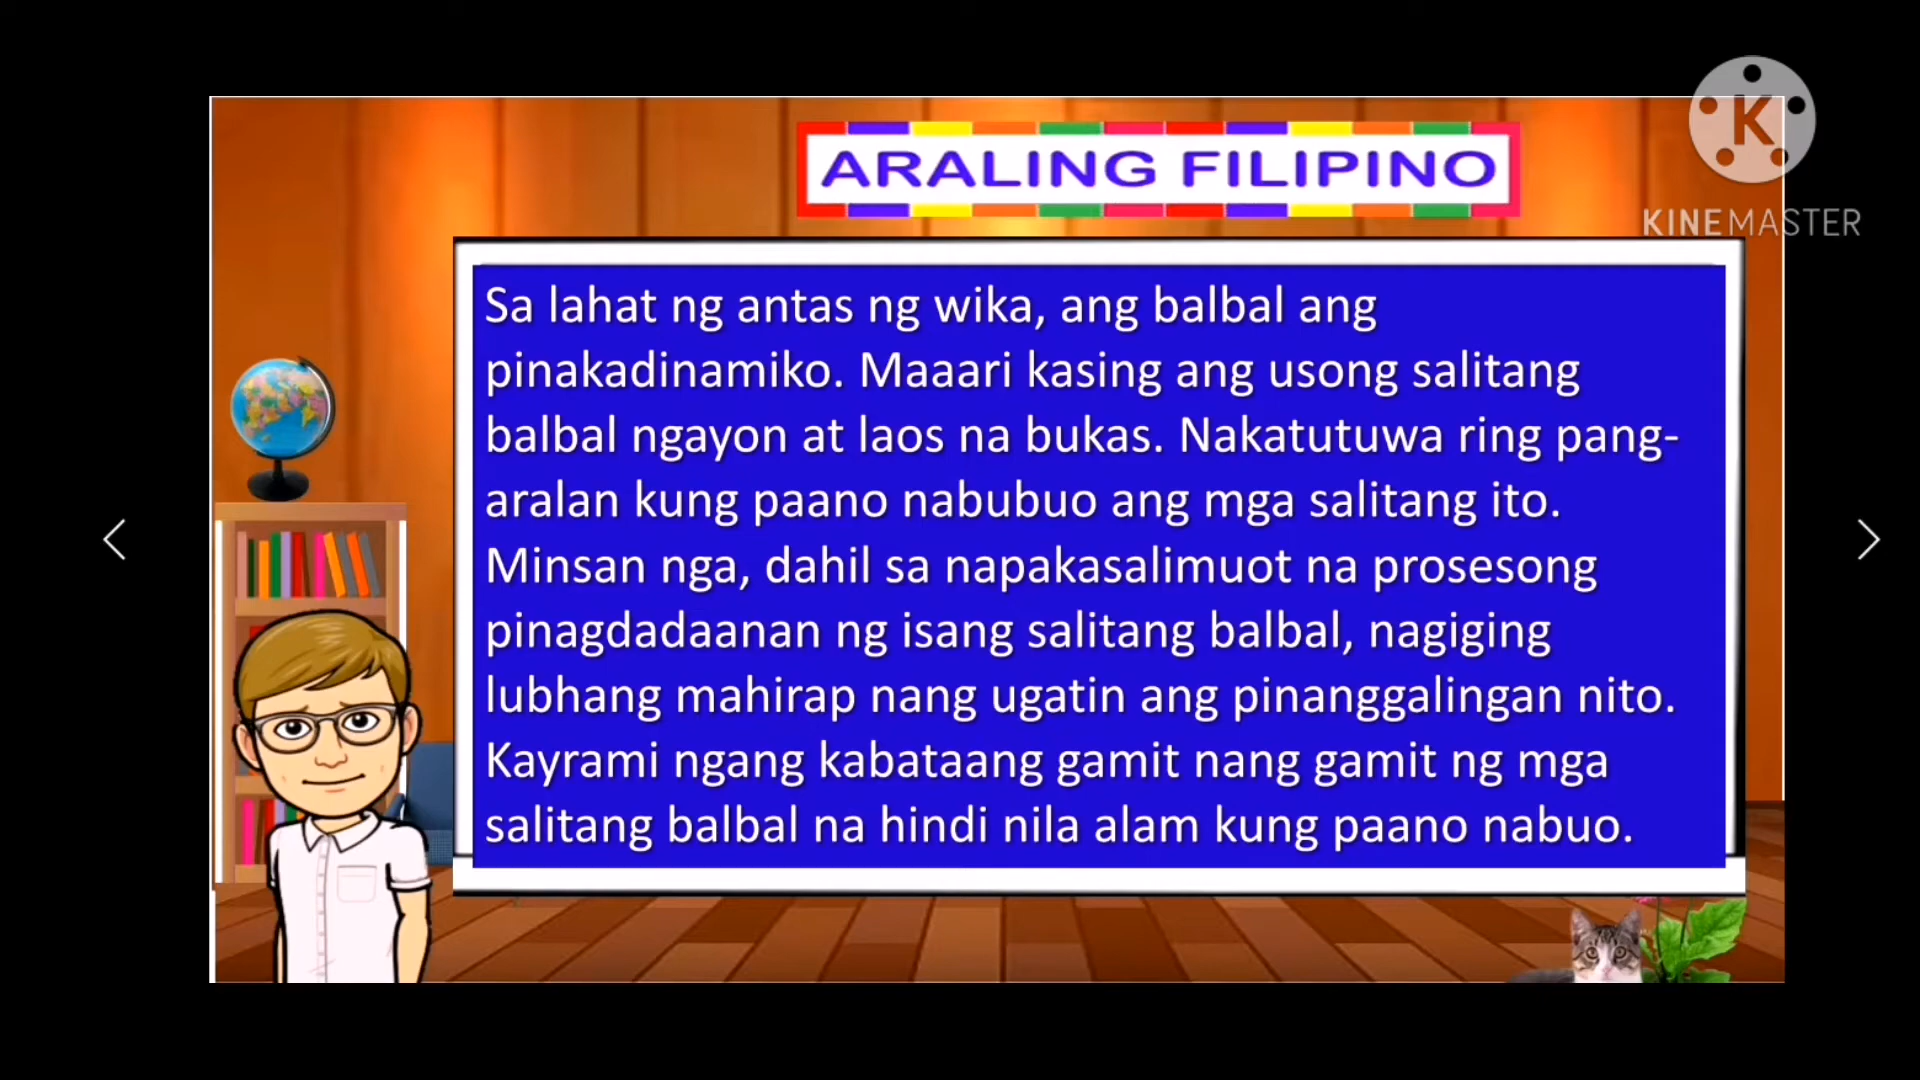 ARALING FILIPINO
K
KINEMASTER
Sa lahat ng antas ng wika, ang balbal ang
pinakadinamiko. Maaari kasing ang usong salitang
balbal ngayon at laos na bukas. Nakatutuwa ring pang-
aralan kung paano nabubuo ang mga salitang ito.
Minsan nga, dahil sa napakasalimuot na prosesong
pinagdadaanan ng isang salitang balbal, nagiging
lubhang mahirap nang ugatin ang pinanggalingan nito.
Kayrami ngang kabataang gamit nang gamit ng mga
salitang balbal na hindi nila alam kung paano nabuo.